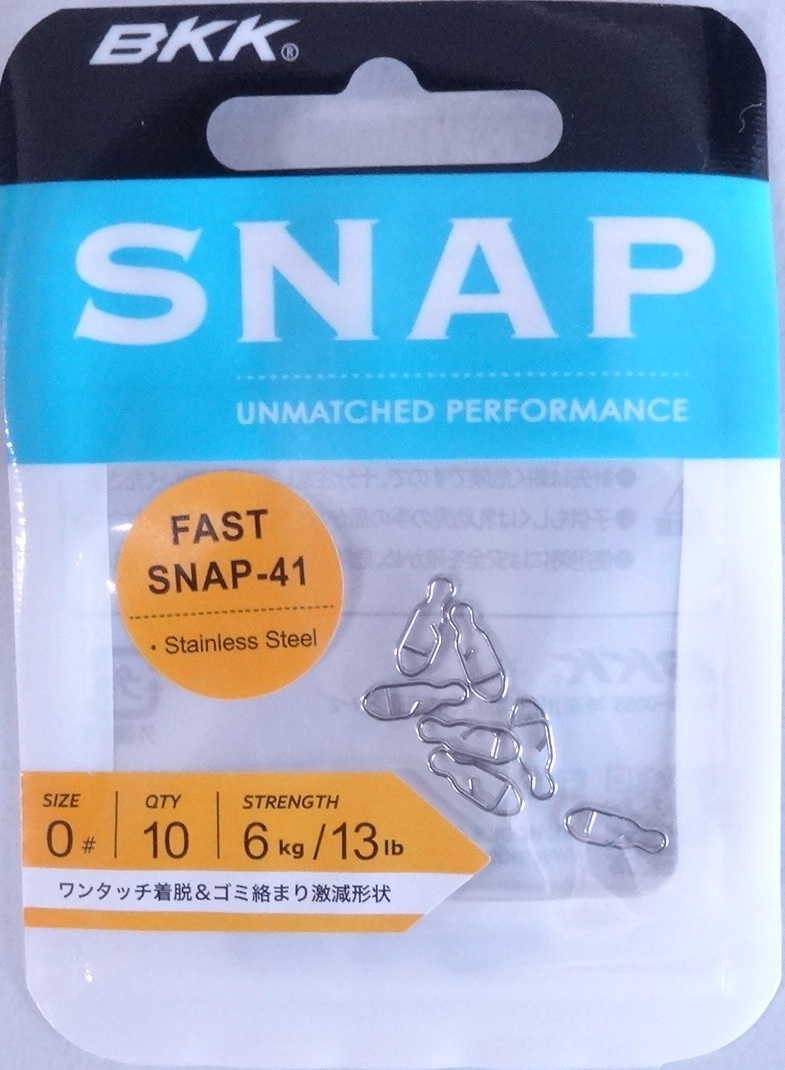 BKK®
SNAP
UNMATCHED PERFORMANCE
FAST
SNAP-41
・Stainless Steel
SIZE QTY STRENGTH
0# 10 6kg/13lb
ワンタッチ着脱&ゴミ絡まり激減形状